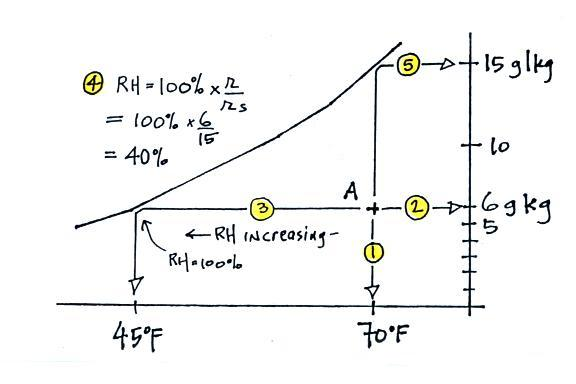 ④ RH = 100% × r/rs
= 100% × 6/15
= 40%
⑤
15 g/kg
10
A
③
②
6 g kg
5
← RH increasing -
RH = 100%
①
45°F
70°F